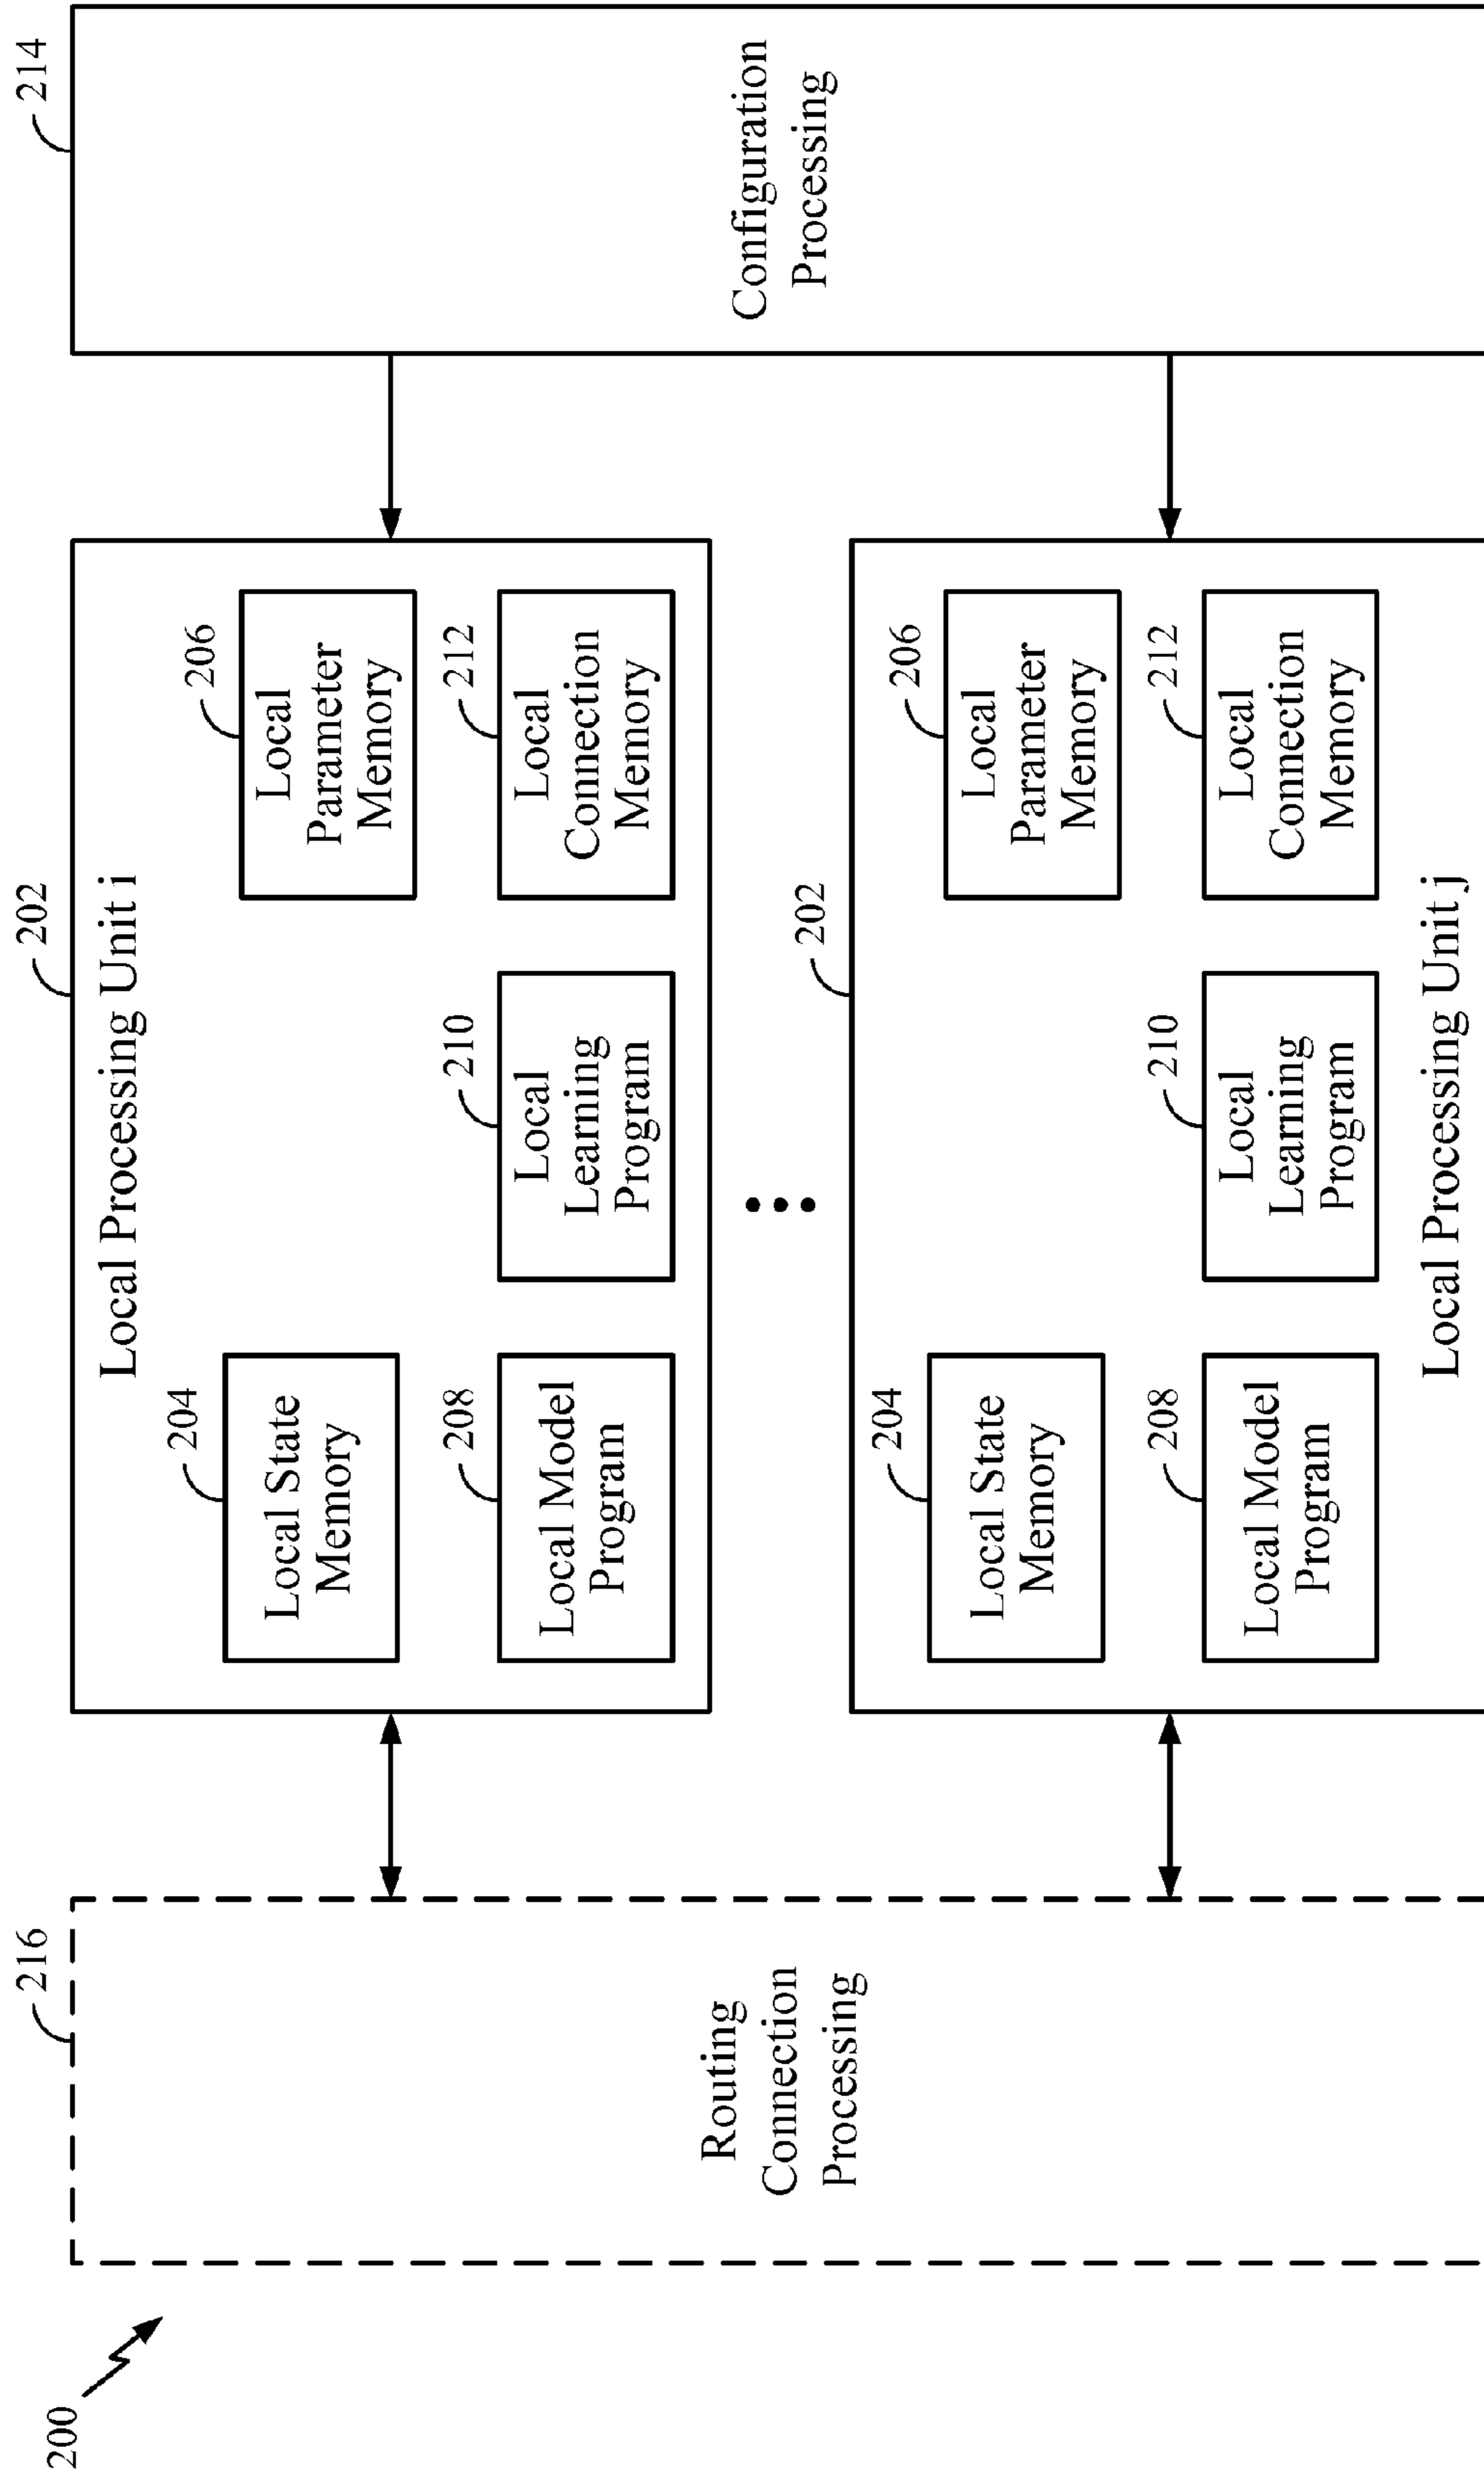 200
216
Routing
Connection
Processing
202
Local Processing Unit i
204
Local State
Memory
206
Local
Parameter
Memory
208
Local Model
Program
210
Local
Learning
Program
212
Local
Connection
Memory
202
204
Local State
Memory
206
Local
Parameter
Memory
208
Local Model
Program
210
Local
Learning
Program
212
Local
Connection
Memory
Local Processing Unit j
214
Configuration
Processing